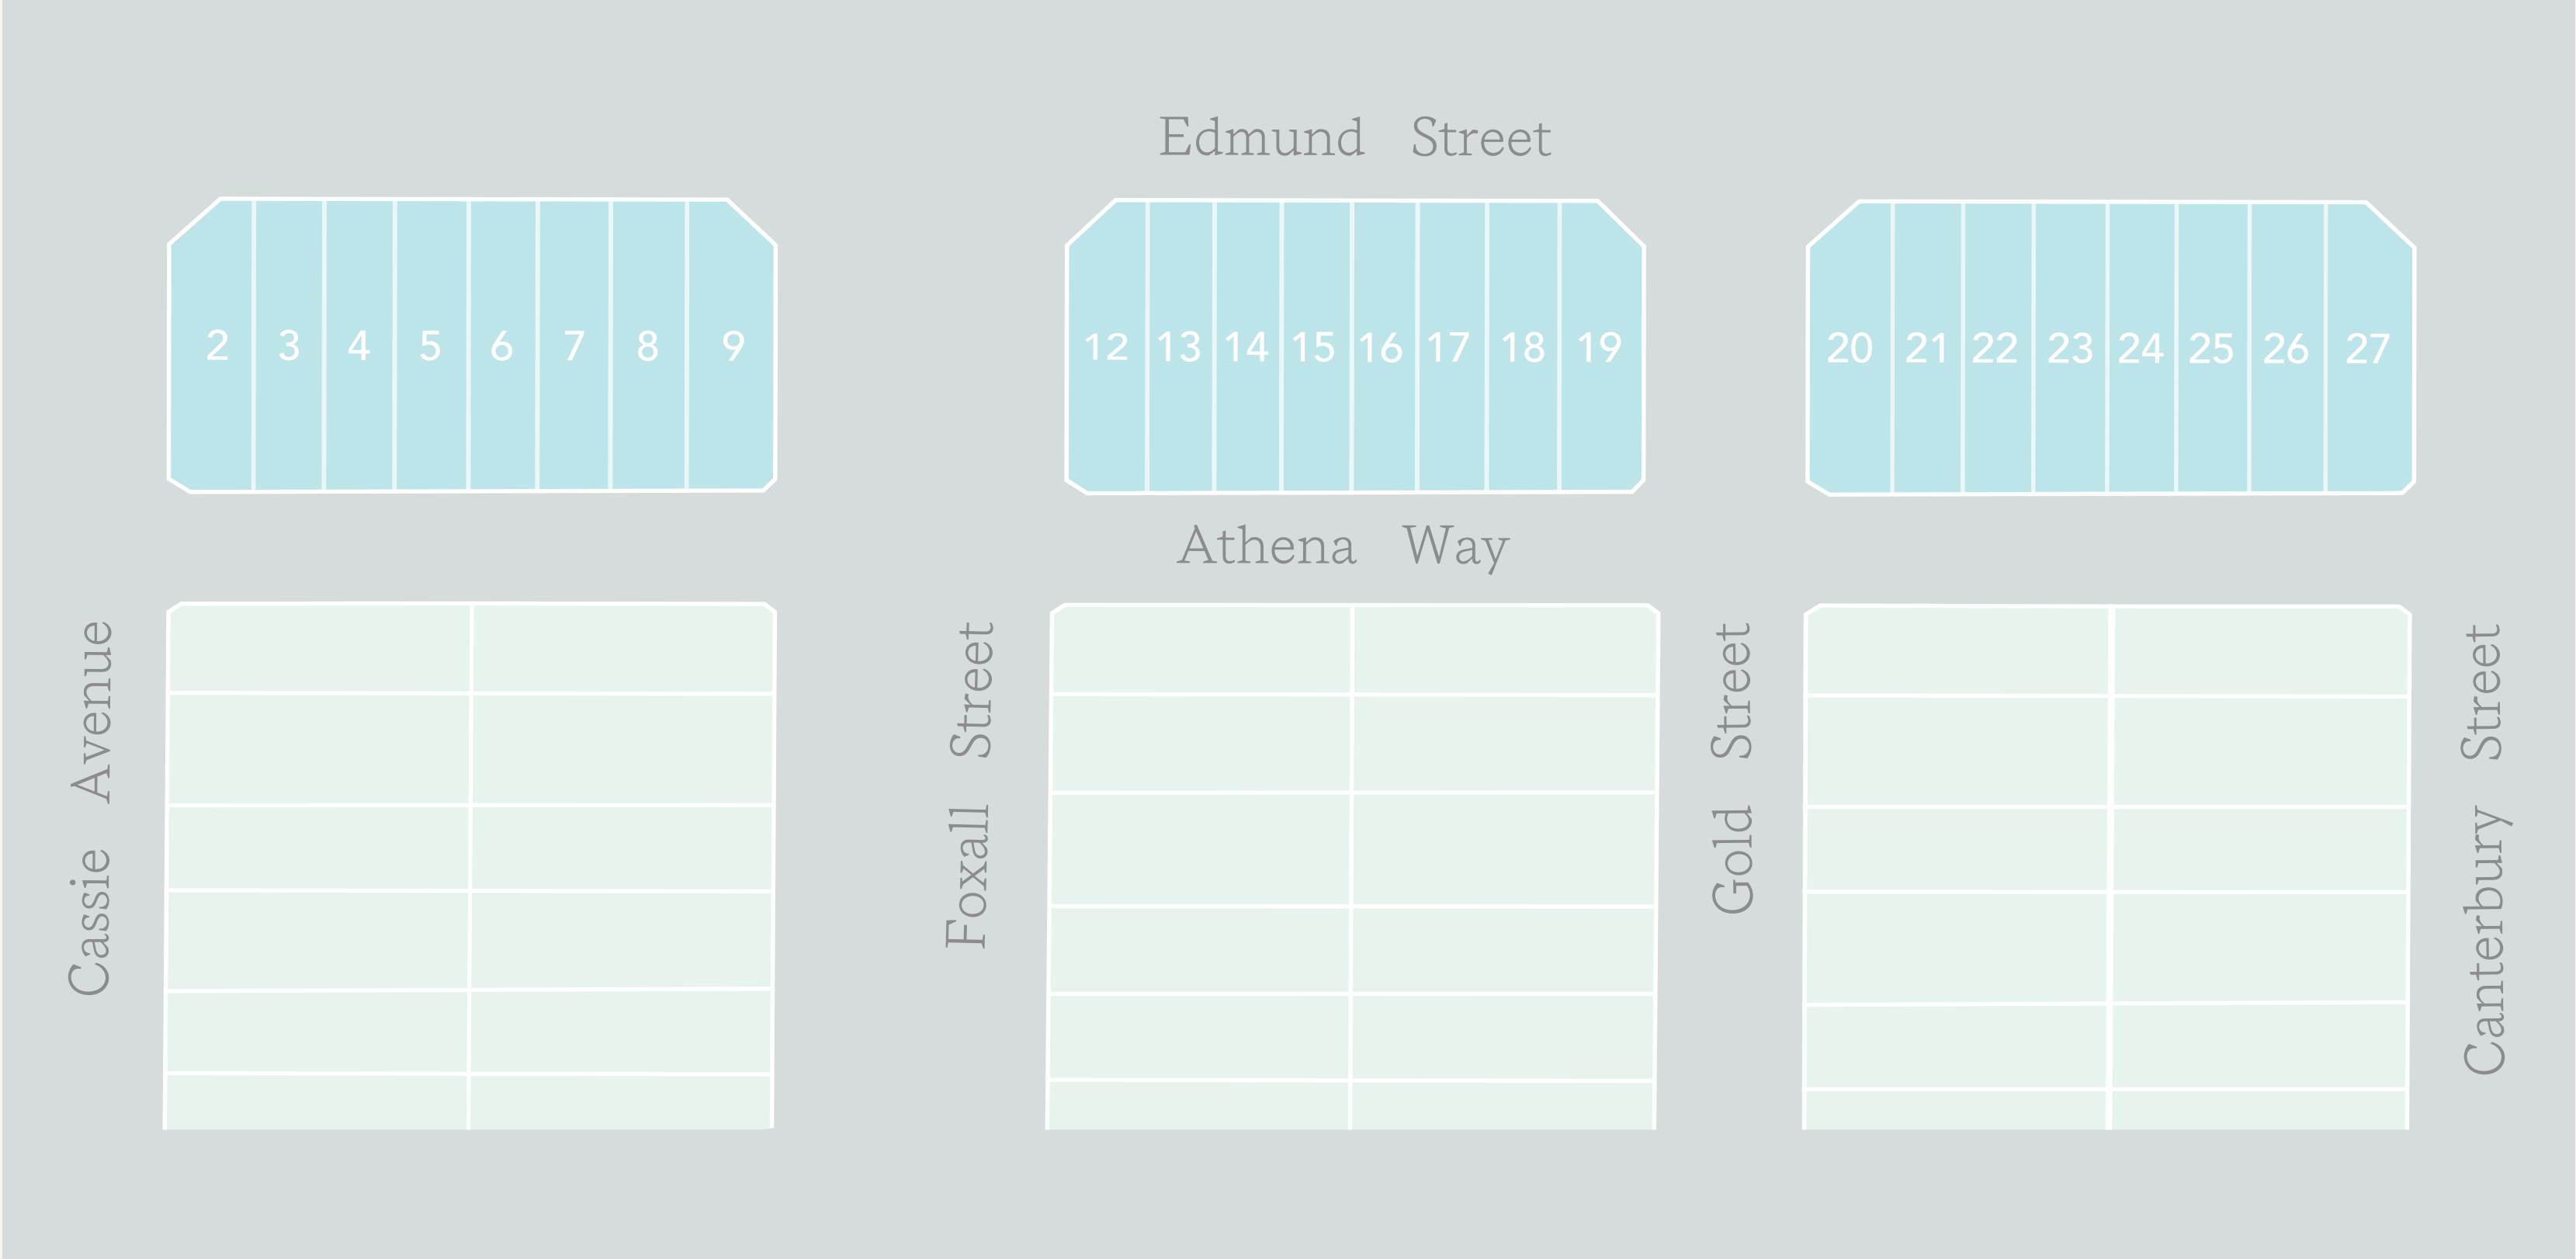 Edmund Street
2 3 4 5 6 7 8 9
12 13 14 15 16 17 18 19
20 21 22 23 24 25 26 27
Athena Way
Cassie Avenue
Foxall Street
Gold Street
Canterbury Street